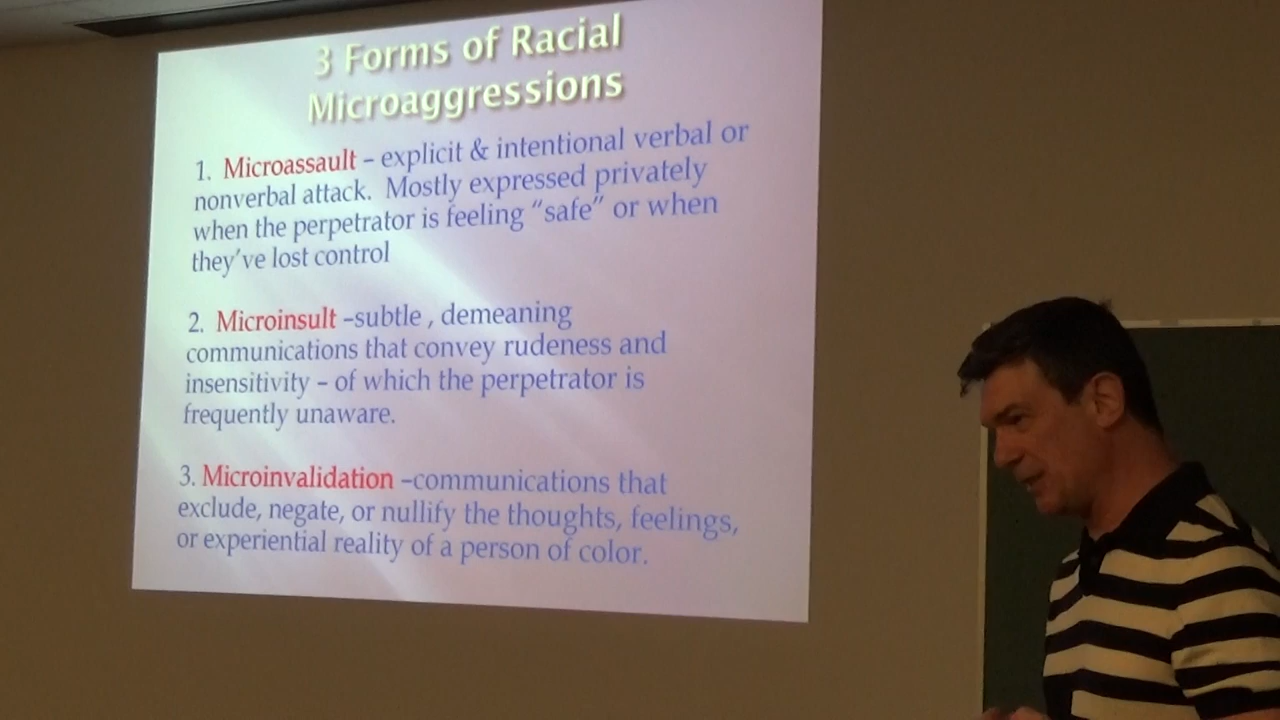 3 Forms of Racial
Microaggressions
1. Microassault – explicit & intentional verbal or
nonverbal attack. Mostly expressed privately
when the perpetrator is feeling “safe” or when
they’ve lost control
2. Microinsult –subtle , demeaning
communications that convey rudeness and
insensitivity – of which the perpetrator is
frequently unaware.
3. Microinvalidation –communications that
exclude, negate, or nullify the thoughts, feelings,
or experiential reality of a person of color.